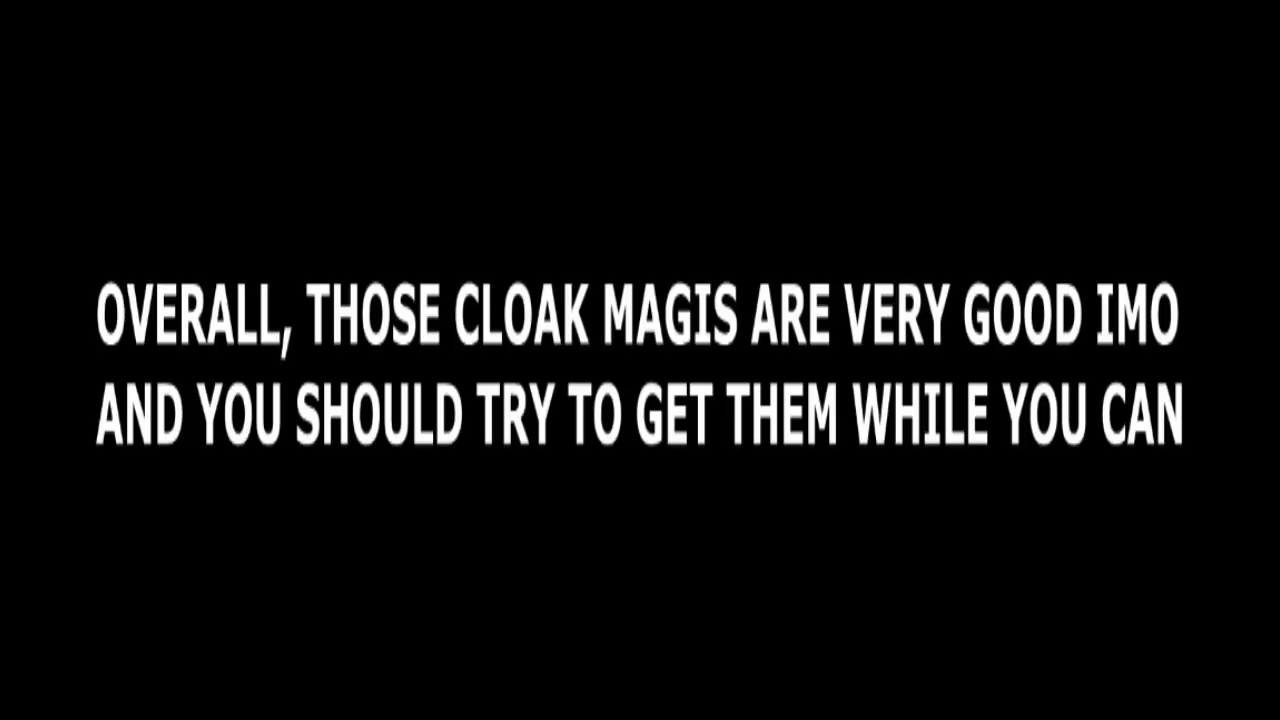 OVERALL, THOSE CLOAK MAGIS ARE VERY GOOD IMO
AND YOU SHOULD TRY TO GET THEM WHILE YOU CAN